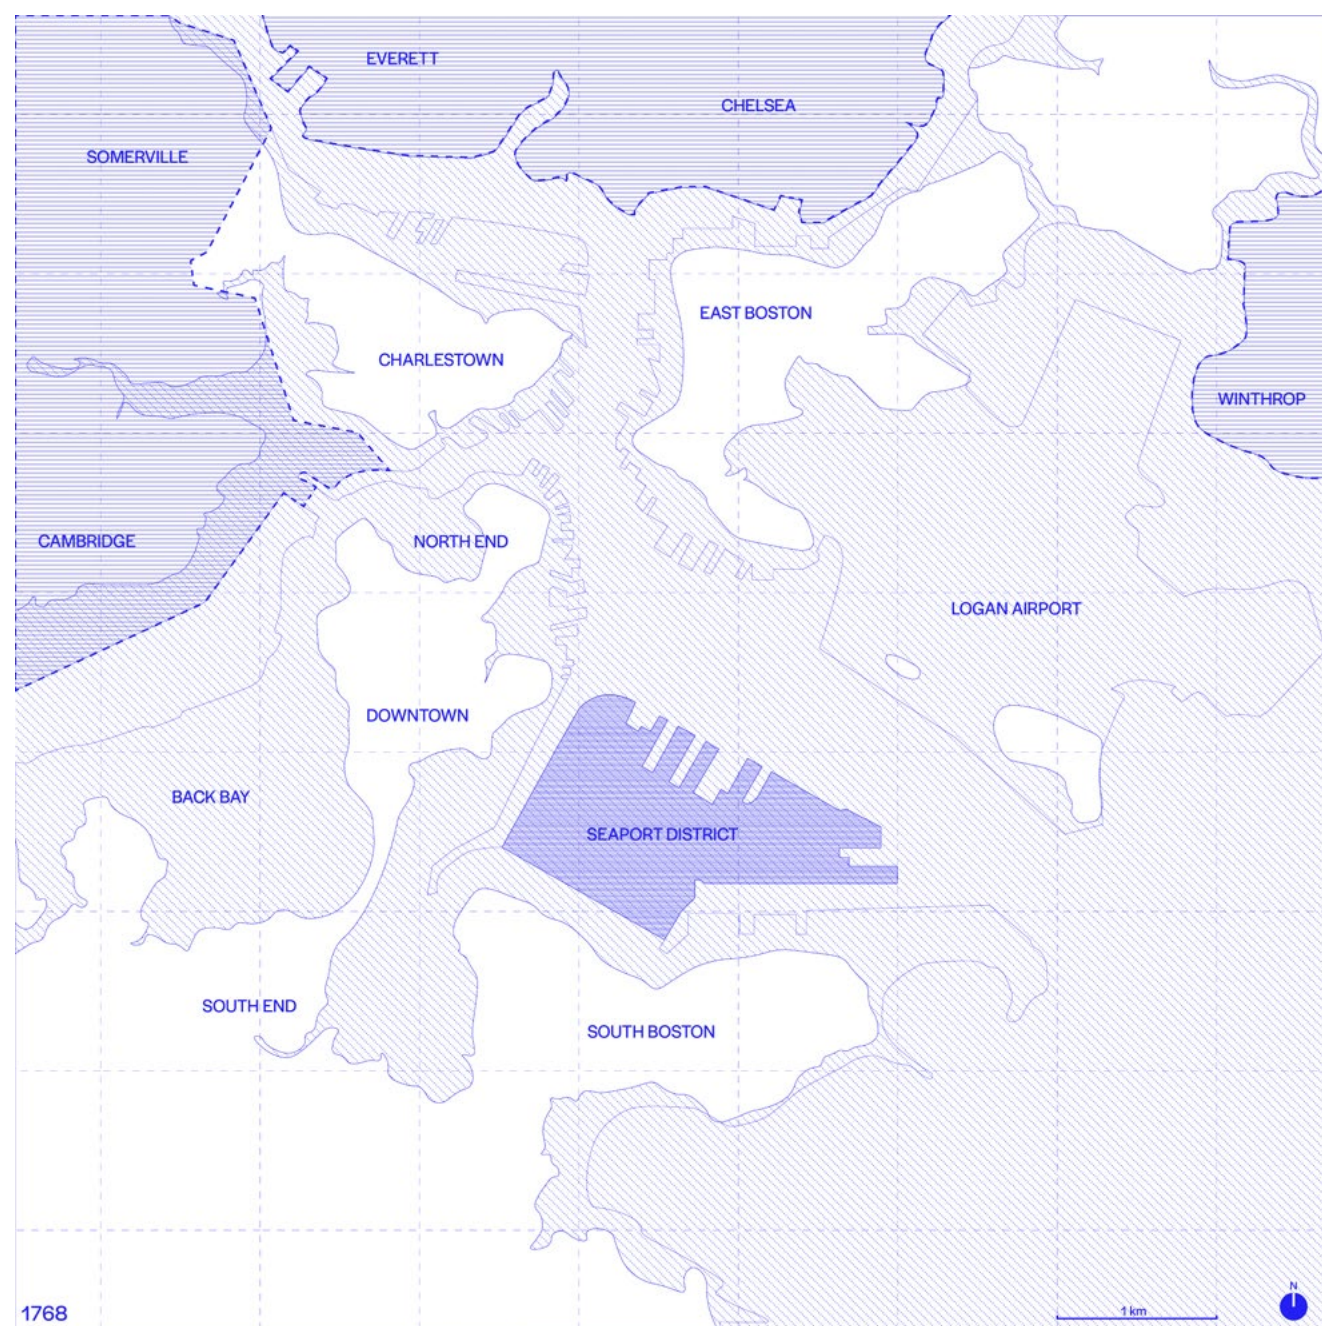 EVERETT
CHELSEA
SOMERVILLE
EAST BOSTON
CHARLESTOWN
WINTHROP
CAMBRIDGE
NORTH END
LOGAN AIRPORT
DOWNTOWN
BACK BAY
SEAPORT DISTRICT
SOUTH END
SOUTH BOSTON
N
1768
1 km